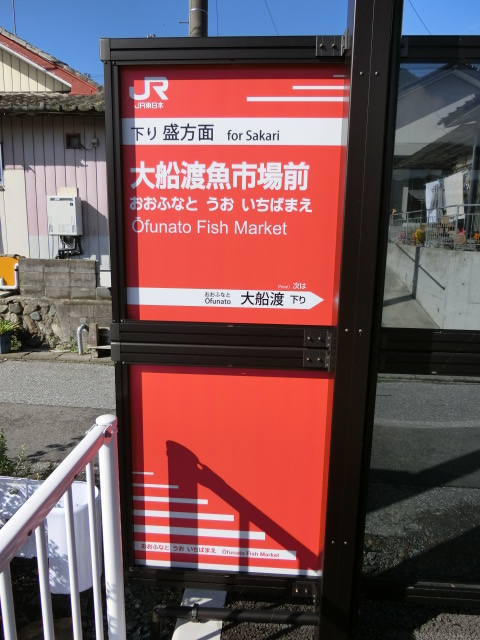 JR
JR東日本
下り 盛方面 for Sakari
大船渡魚市場前
おおふなと うお いちばまえ
Ōfunato Fish Market
(Next) 次は
おおふなと
Ōfunato 大船渡 下り
おおふなと うお いちばまえ Ōfunato Fish Market